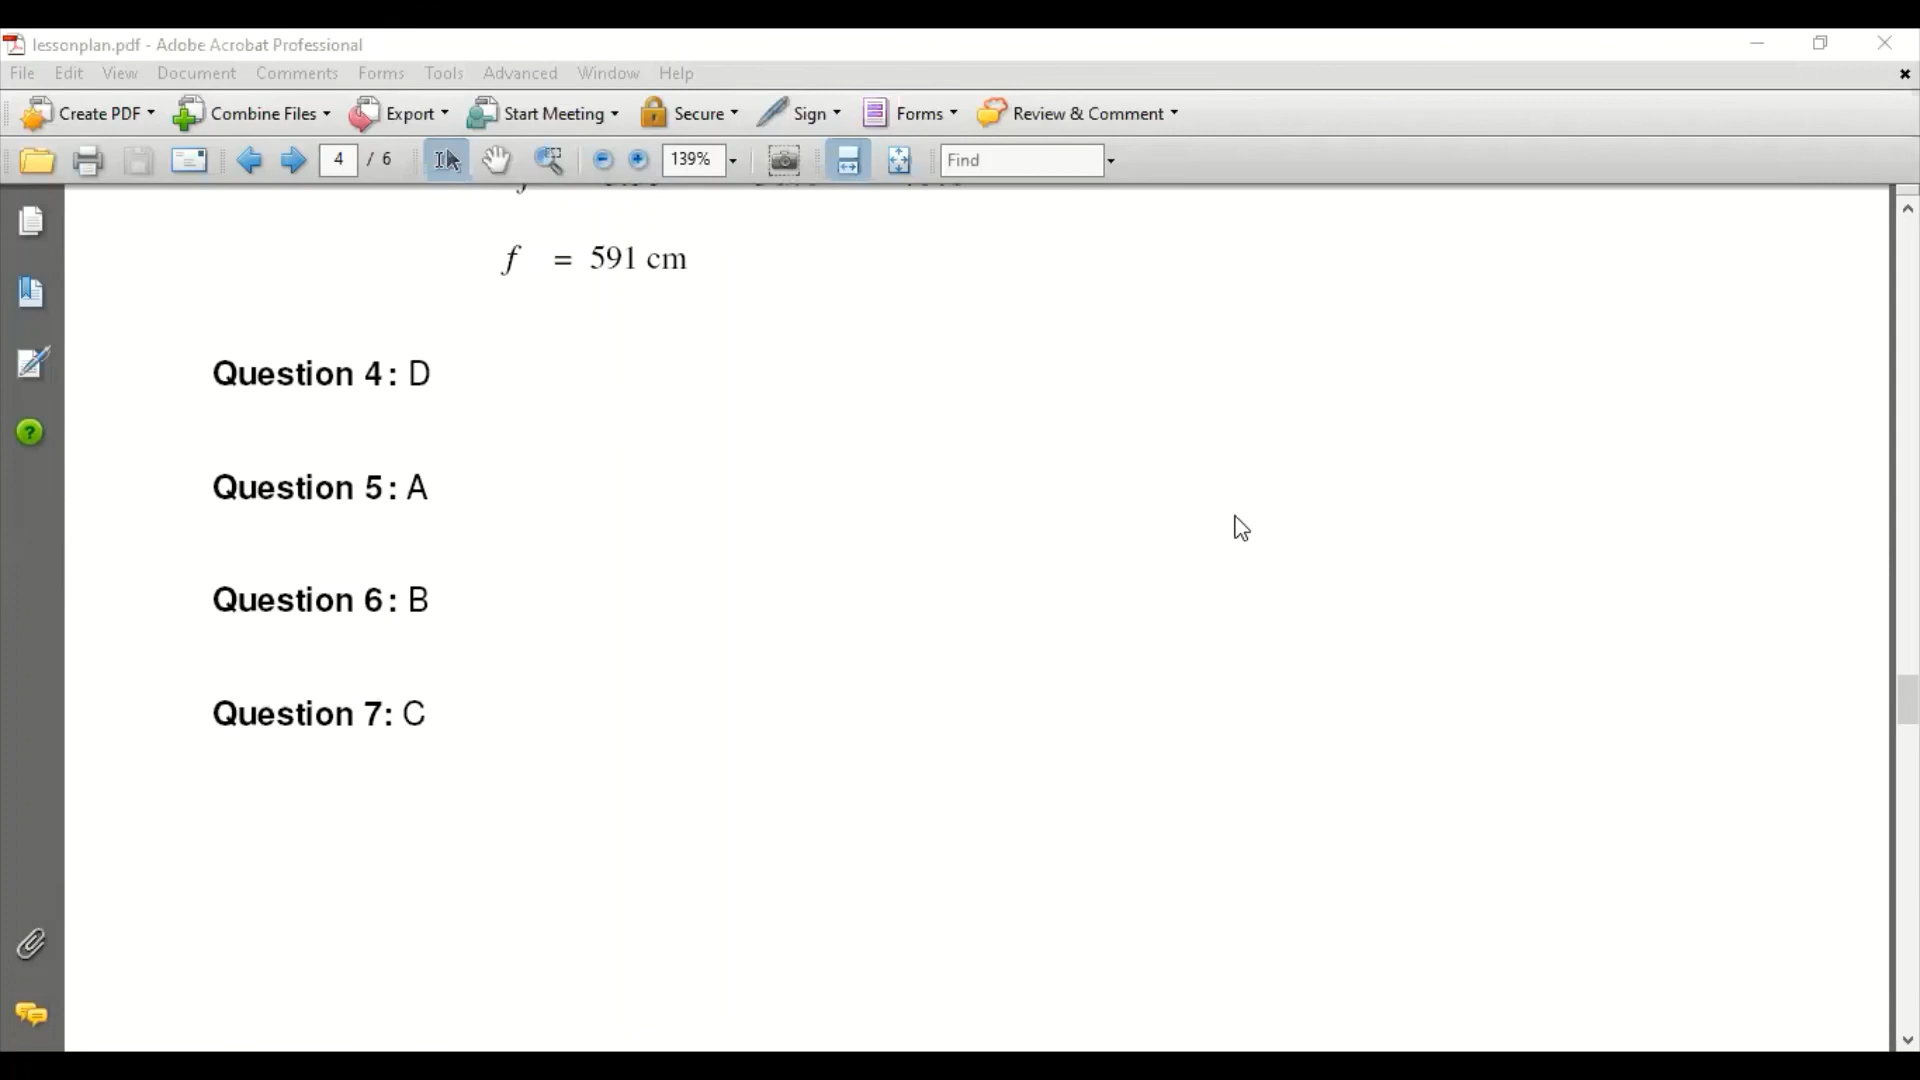 lessonplan.pdf - Adobe Acrobat Professional
File Edit View Document Comments Forms Tools Advanced Window Help
Create PDF Combine Files Export Start Meeting Secure Sign Forms Review & Comment
4 / 6 139% Find
f = 591 cm
Question 4: D
Question 5: A
Question 6: B
Question 7: C